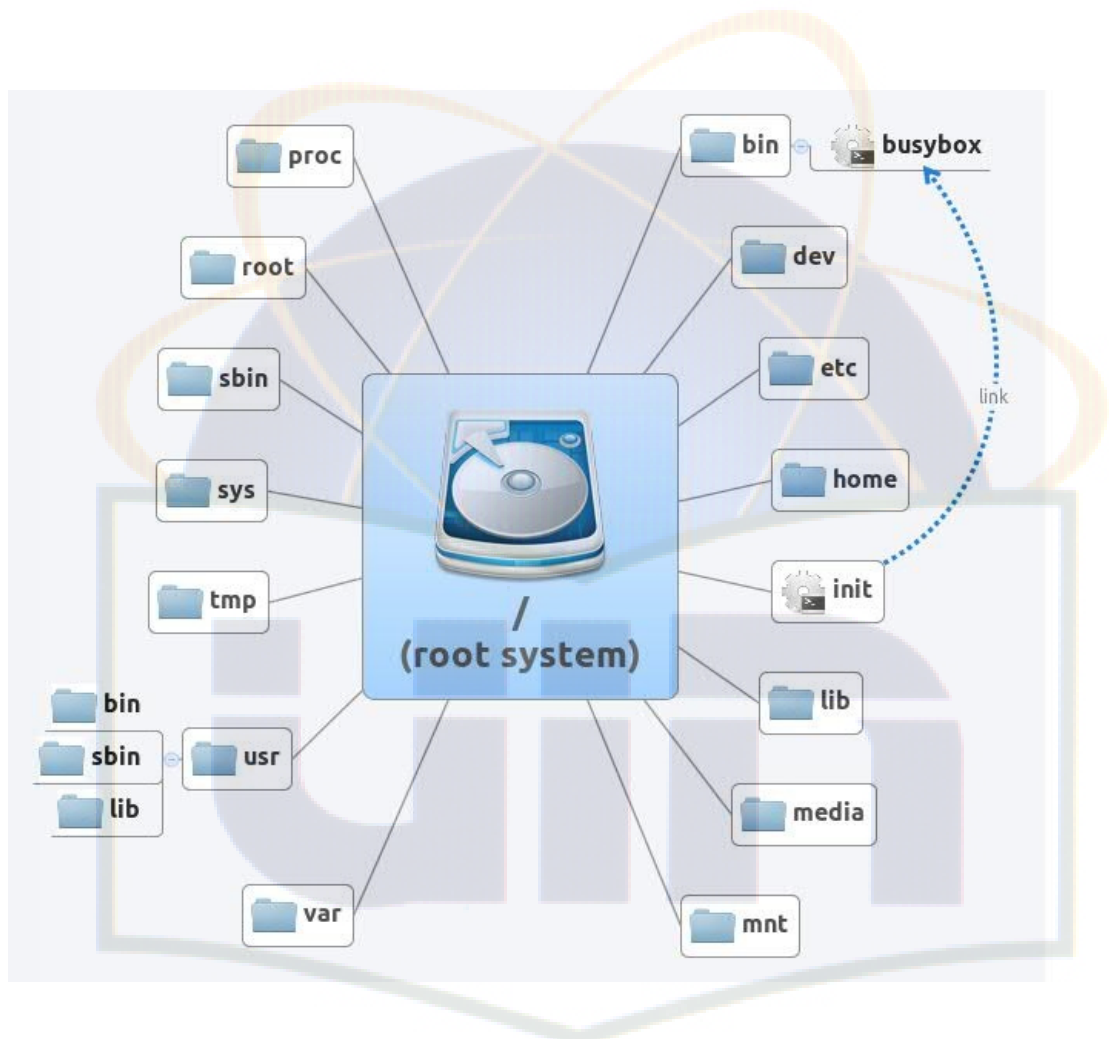 proc
root
sbin
sys
tmp
bin
sbin
lib
usr
var
/
(root system)
bin
busybox
dev
etc
home
link
init
lib
media
mnt